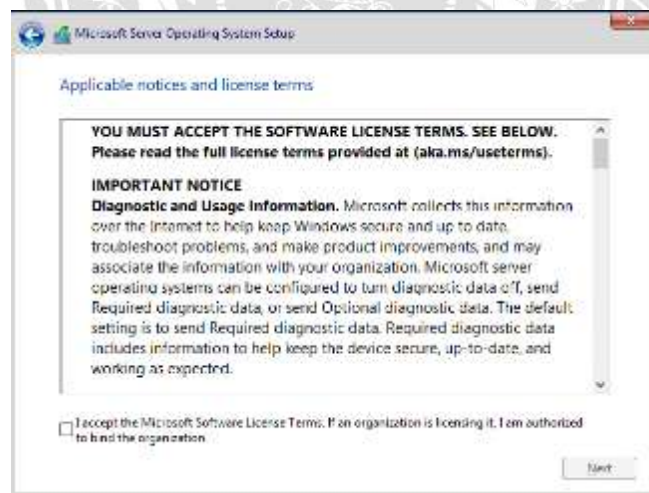 Microsoft Server Operating System Setup
Applicable notices and license terms
YOU MUST ACCEPT THE SOFTWARE LICENSE TERMS. SEE BELOW.
Please read the full license terms provided at (aka.ms/useterms).
IMPORTANT NOTICE
Diagnostic and Usage Information. Microsoft collects this information
over the Internet to help keep Windows secure and up to date,
troubleshoot problems, and make product improvements, and may
associate the information with your organization. Microsoft server
operating systems can be configured to turn diagnostic data off, send
Required diagnostic data, or send Optional diagnostic data. The default
setting is to send Required diagnostic data. Required diagnostic data
includes information to help keep the device secure, up-to-date, and
working as expected.
I accept the Microsoft Software License Terms. If an organization is licensing it, I am authorized
to bind the organization
Next